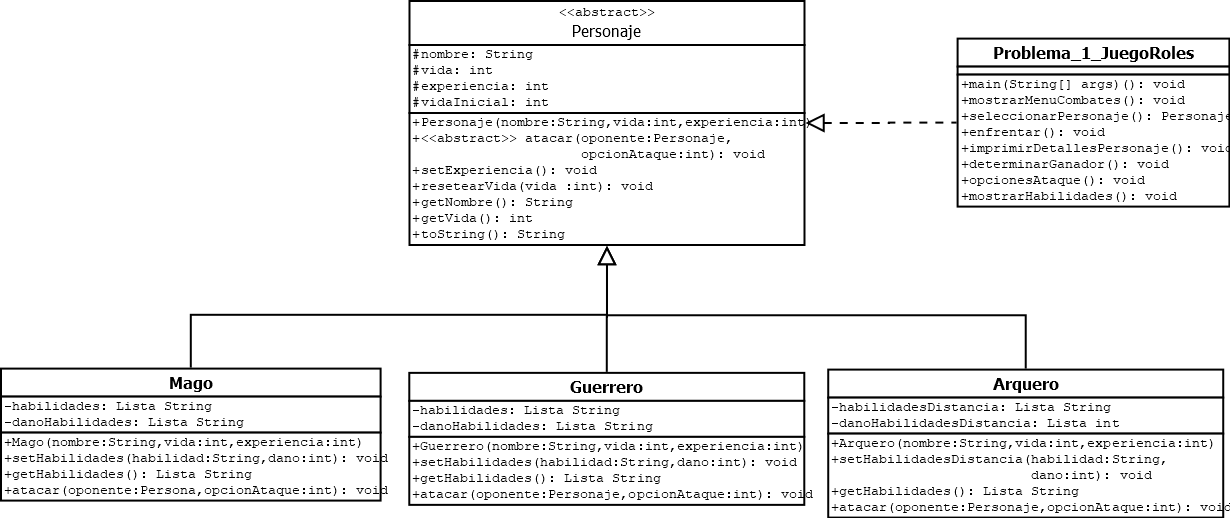 <<abstract>>
Personaje
#nombre: String
#vida: int
#experiencia: int
#vidaInicial: int
+Personaje(nombre:String,vida:int,experiencia:int)
+<<abstract>> atacar(oponente:Personaje,
opcionAtaque:int): void
+setExperiencia(): void
+resetearVida(vida :int): void
+getNombre(): String
+getVida(): int
+toString(): String
Problema_1_JuegoRoles
+main(String[] args)(): void
+mostrarMenuCombates(): void
+seleccionarPersonaje(): Personaje
+enfrentar(): void
+imprimirDetallesPersonaje(): void
+determinarGanador(): void
+opcionesAtaque(): void
+mostrarHabilidades(): void
Mago
-habilidades: Lista String
-danoHabilidades: Lista String
+Mago(nombre:String,vida:int,experiencia:int)
+setHabilidades(habilidad:String,dano:int): void
+getHabilidades(): Lista String
+atacar(oponente:Persona,opcionAtaque:int): void
Guerrero
-habilidades: Lista String
-danoHabilidades: Lista String
+Guerrero(nombre:String,vida:int,experiencia:int)
+setHabilidades(habilidad:String,dano:int): void
+getHabilidades(): Lista String
+atacar(oponente:Personaje,opcionAtaque:int): void
Arquero
-habilidadesDistancia: Lista String
-danoHabilidadesDistancia: Lista int
+Arquero(nombre:String,vida:int,experiencia:int)
+setHabilidadesDistancia(habilidad:String,
dano:int): void
+getHabilidades(): Lista String
+atacar(oponente:Personaje,opcionAtaque:int): void